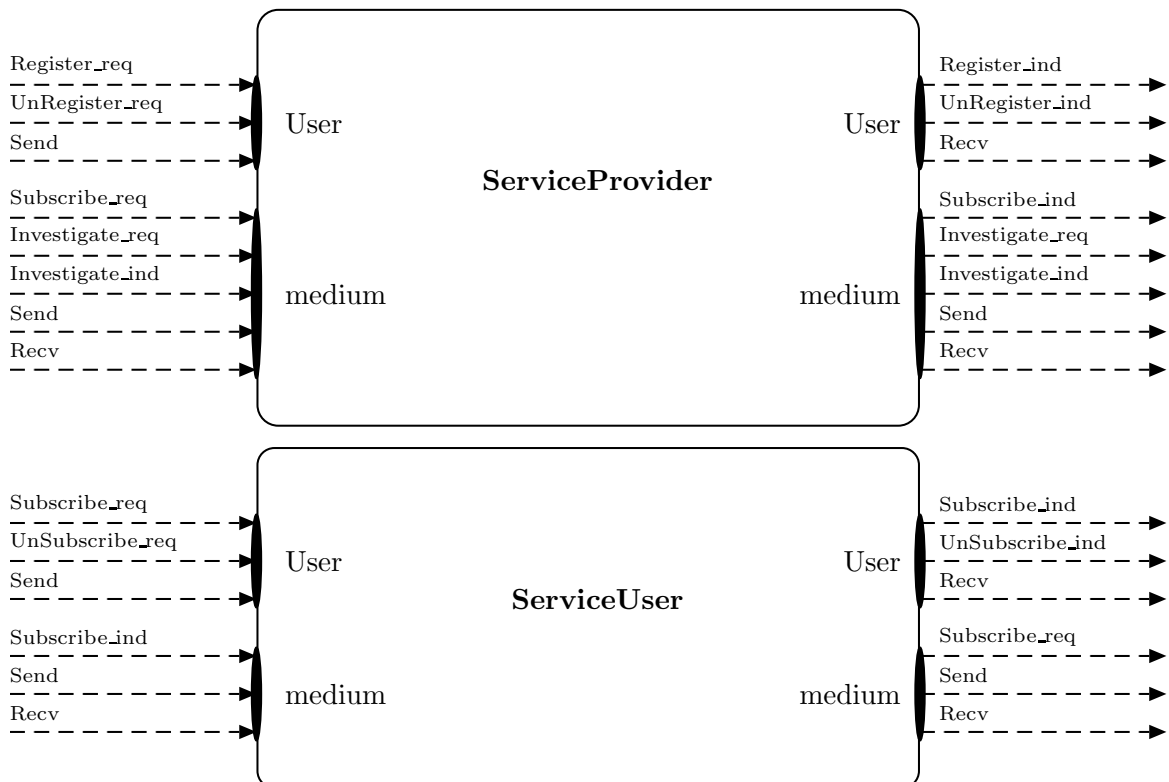 Register_req
Register_ind
UnRegister_req
UnRegister_ind
User
User
Send
Recv
ServiceProvider
Subscribe_req
Subscribe_ind
Investigate_req
Investigate_req
Investigate_ind
Investigate_ind
medium
medium
Send
Send
Recv
Recv
Subscribe_req
Subscribe_ind
UnSubscribe_req
UnSubscribe_ind
User
User
Send
Recv
ServiceUser
Subscribe_ind
Subscribe_req
Send
Send
medium
medium
Recv
Recv